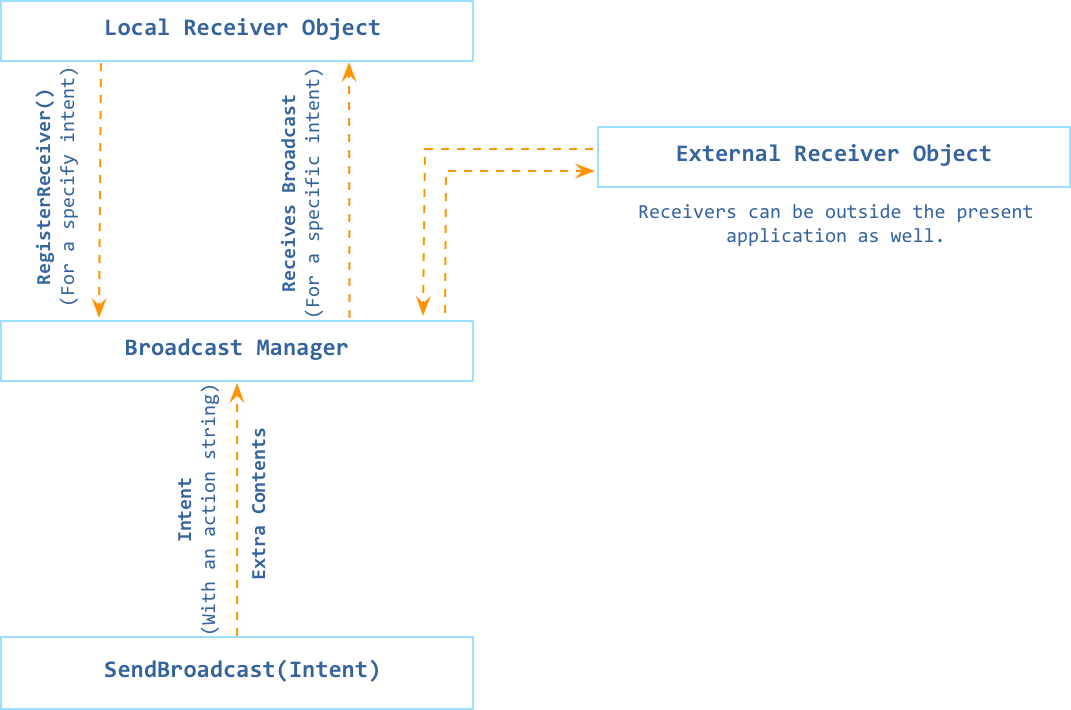 Local Receiver Object
RegisterReceiver()
(For a specify intent)
Receives Broadcast
(For a specific intent)
External Receiver Object
Receivers can be outside the present
application as well.
Broadcast Manager
Intent
(With an action string)
Extra Contents
SendBroadcast(Intent)